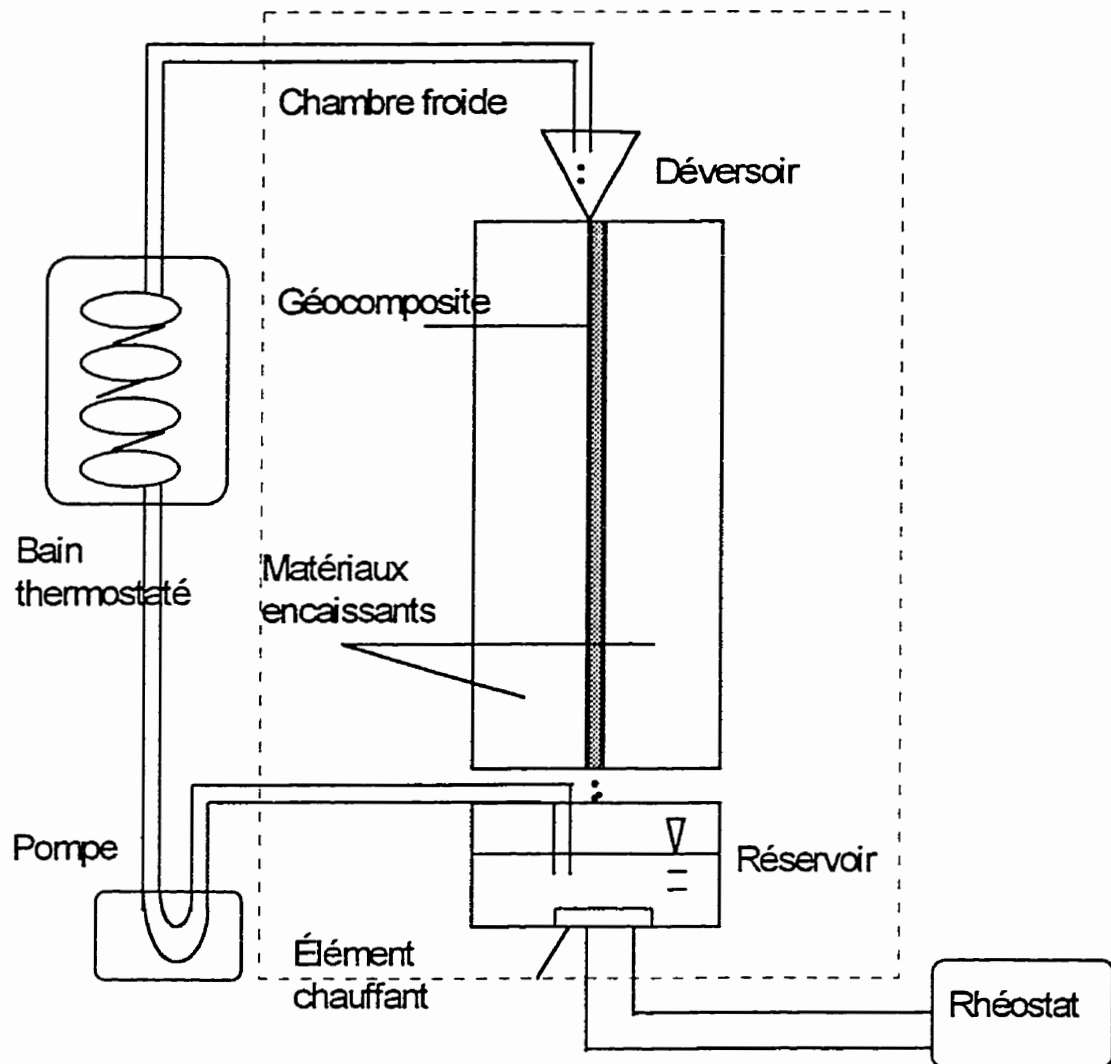 Chambre froide
Déversoir
Géocomposite
Bain
thermostaté
Matériaux
encaissants
Pompe
Réservoir
Élément
chauffant
Rhéostat